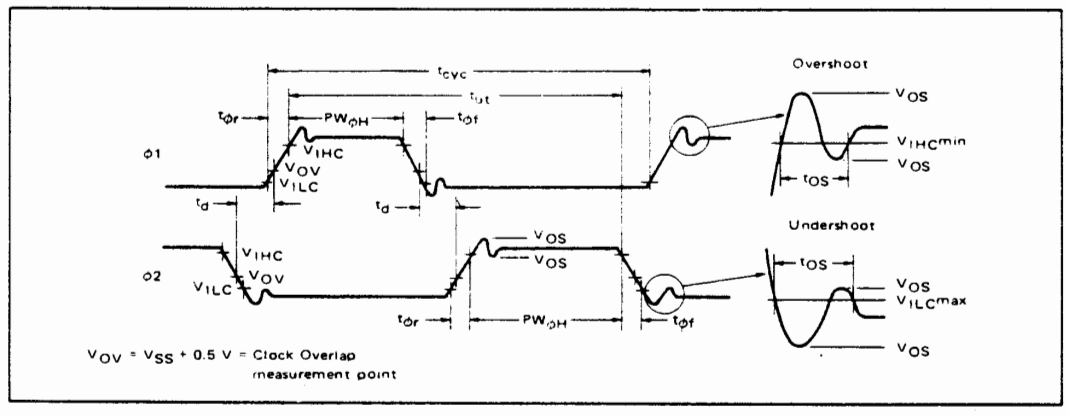 Overshoot
tcyc
tut
VOS
tφr
PWφH
tφf
VIHC
VIHCmin
φ1
VOV
VILC
VOS
tOS
td
td
Undershoot
VOS
tOS
VIHC
VOS
φ2
VOV
VOS
VILC
VILCmax
tφr
PWφH
tφf
VOS
VOV = VSS + 0.5 V = Clock Overlap
measurement point